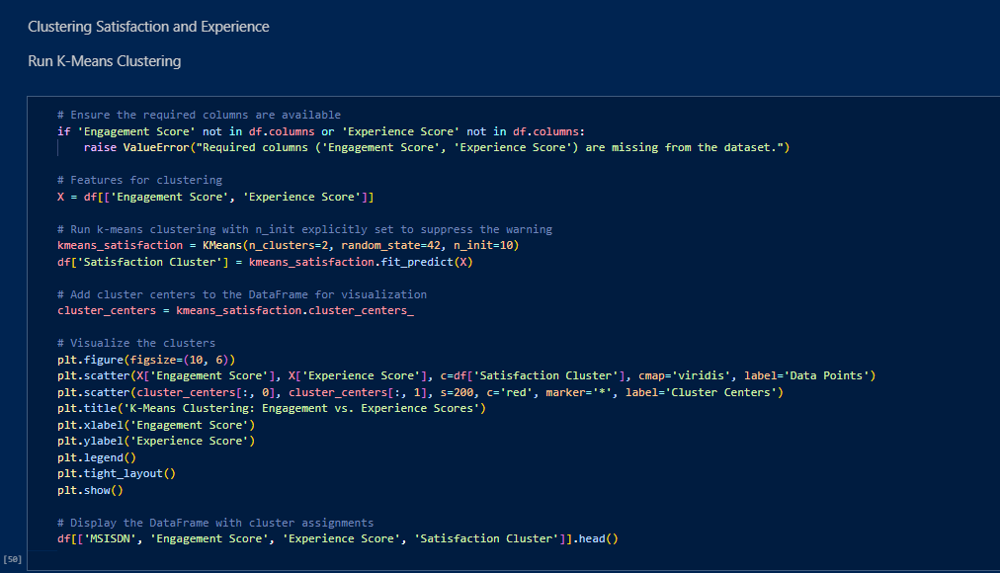 Clustering Satisfaction and Experience
Run K-Means Clustering
# Ensure the required columns are available
if 'Engagement Score' not in df.columns or 'Experience Score' not in df.columns:
    raise ValueError("Required columns ('Engagement Score', 'Experience Score') are missing from the dataset.")
# Features for clustering
X = df[['Engagement Score', 'Experience Score']]
# Run k-means clustering with n_init explicitly set to suppress the warning
kmeans_satisfaction = KMeans(n_clusters=2, random_state=42, n_init=10)
df['Satisfaction Cluster'] = kmeans_satisfaction.fit_predict(X)
# Add cluster centers to the DataFrame for visualization
cluster_centers = kmeans_satisfaction.cluster_centers_
# Visualize the clusters
plt.figure(figsize=(10, 6))
plt.scatter(X['Engagement Score'], X['Experience Score'], c=df['Satisfaction Cluster'], cmap='viridis', label='Data Points')
plt.scatter(cluster_centers[:, 0], cluster_centers[:, 1], s=200, c='red', marker='*', label='Cluster Centers')
plt.title('K-Means Clustering: Engagement vs. Experience Scores')
plt.xlabel('Engagement Score')
plt.ylabel('Experience Score')
plt.legend()
plt.tight_layout()
plt.show()
# Display the DataFrame with cluster assignments
df[['MSISDN', 'Engagement Score', 'Experience Score', 'Satisfaction Cluster']].head()
[50]